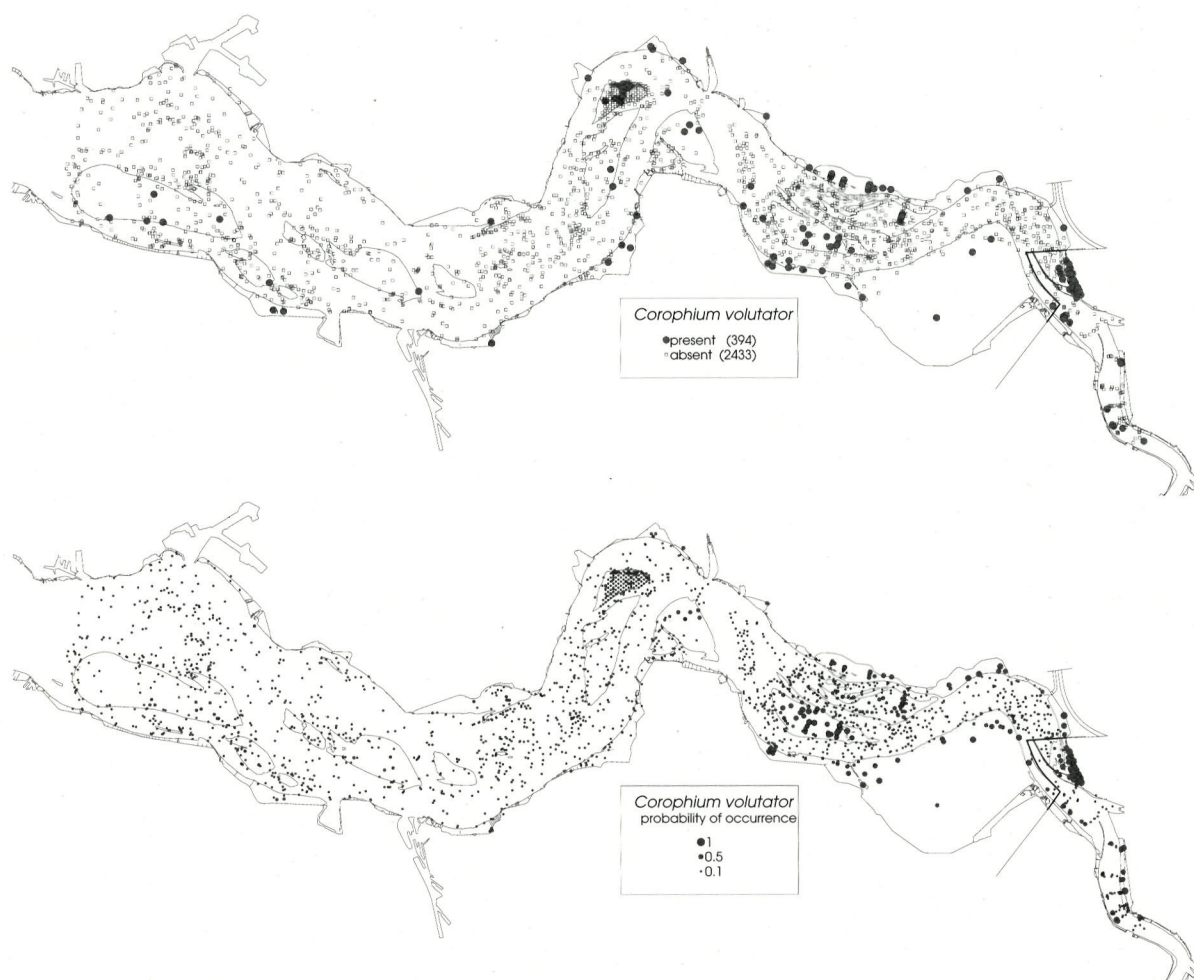 Corophium volutator
●present (394)
▫absent (2433)
Corophium volutator
probability of occurrence
●1
●0.5
•0.1